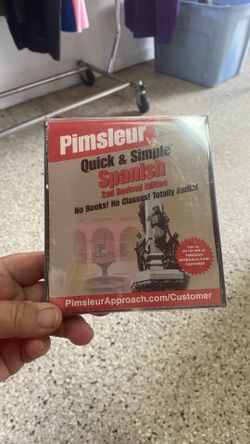 Pimsleur
Quick & Simple
Spanish
2nd Revised Edition
No Books! No Classes! Totally Audio!
PimsleurApproach.com/Customer